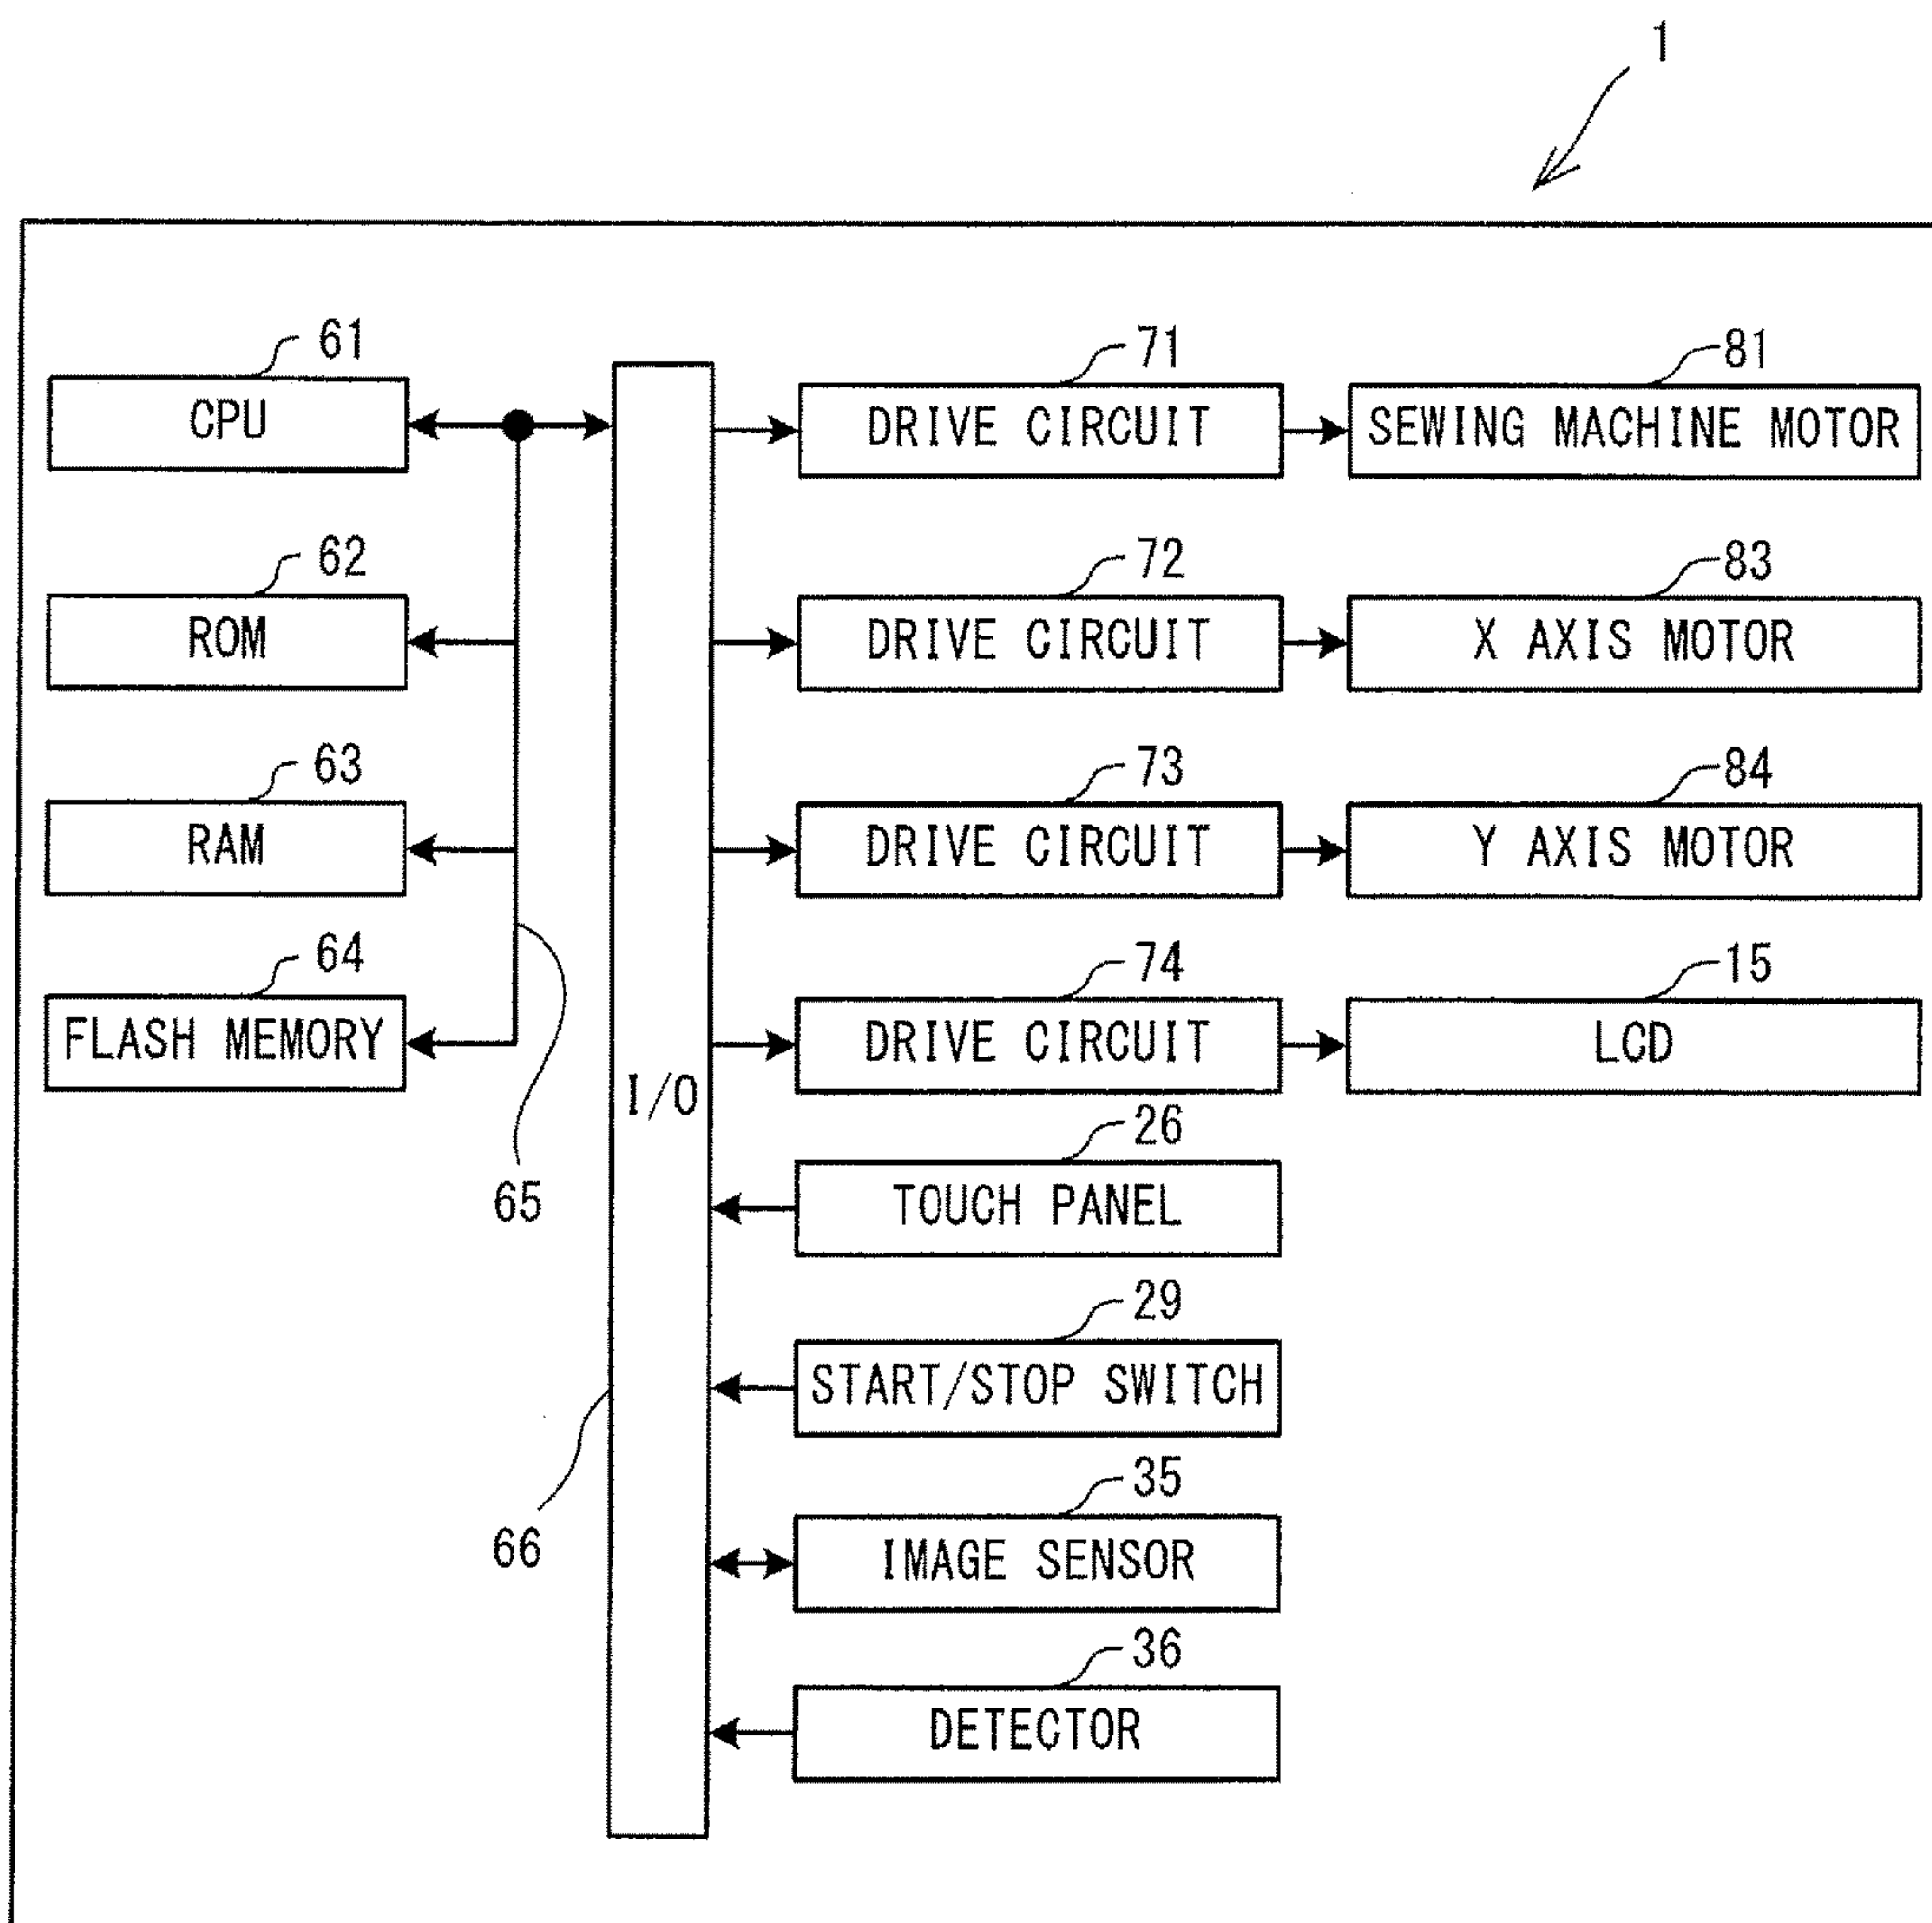 1
61
CPU
71
DRIVE CIRCUIT
81
SEWING MACHINE MOTOR
62
ROM
72
DRIVE CIRCUIT
83
X AXIS MOTOR
63
RAM
73
DRIVE CIRCUIT
84
Y AXIS MOTOR
64
FLASH MEMORY
74
DRIVE CIRCUIT
15
LCD
I/O
65
26
TOUCH PANEL
29
START/STOP SWITCH
66
35
IMAGE SENSOR
36
DETECTOR